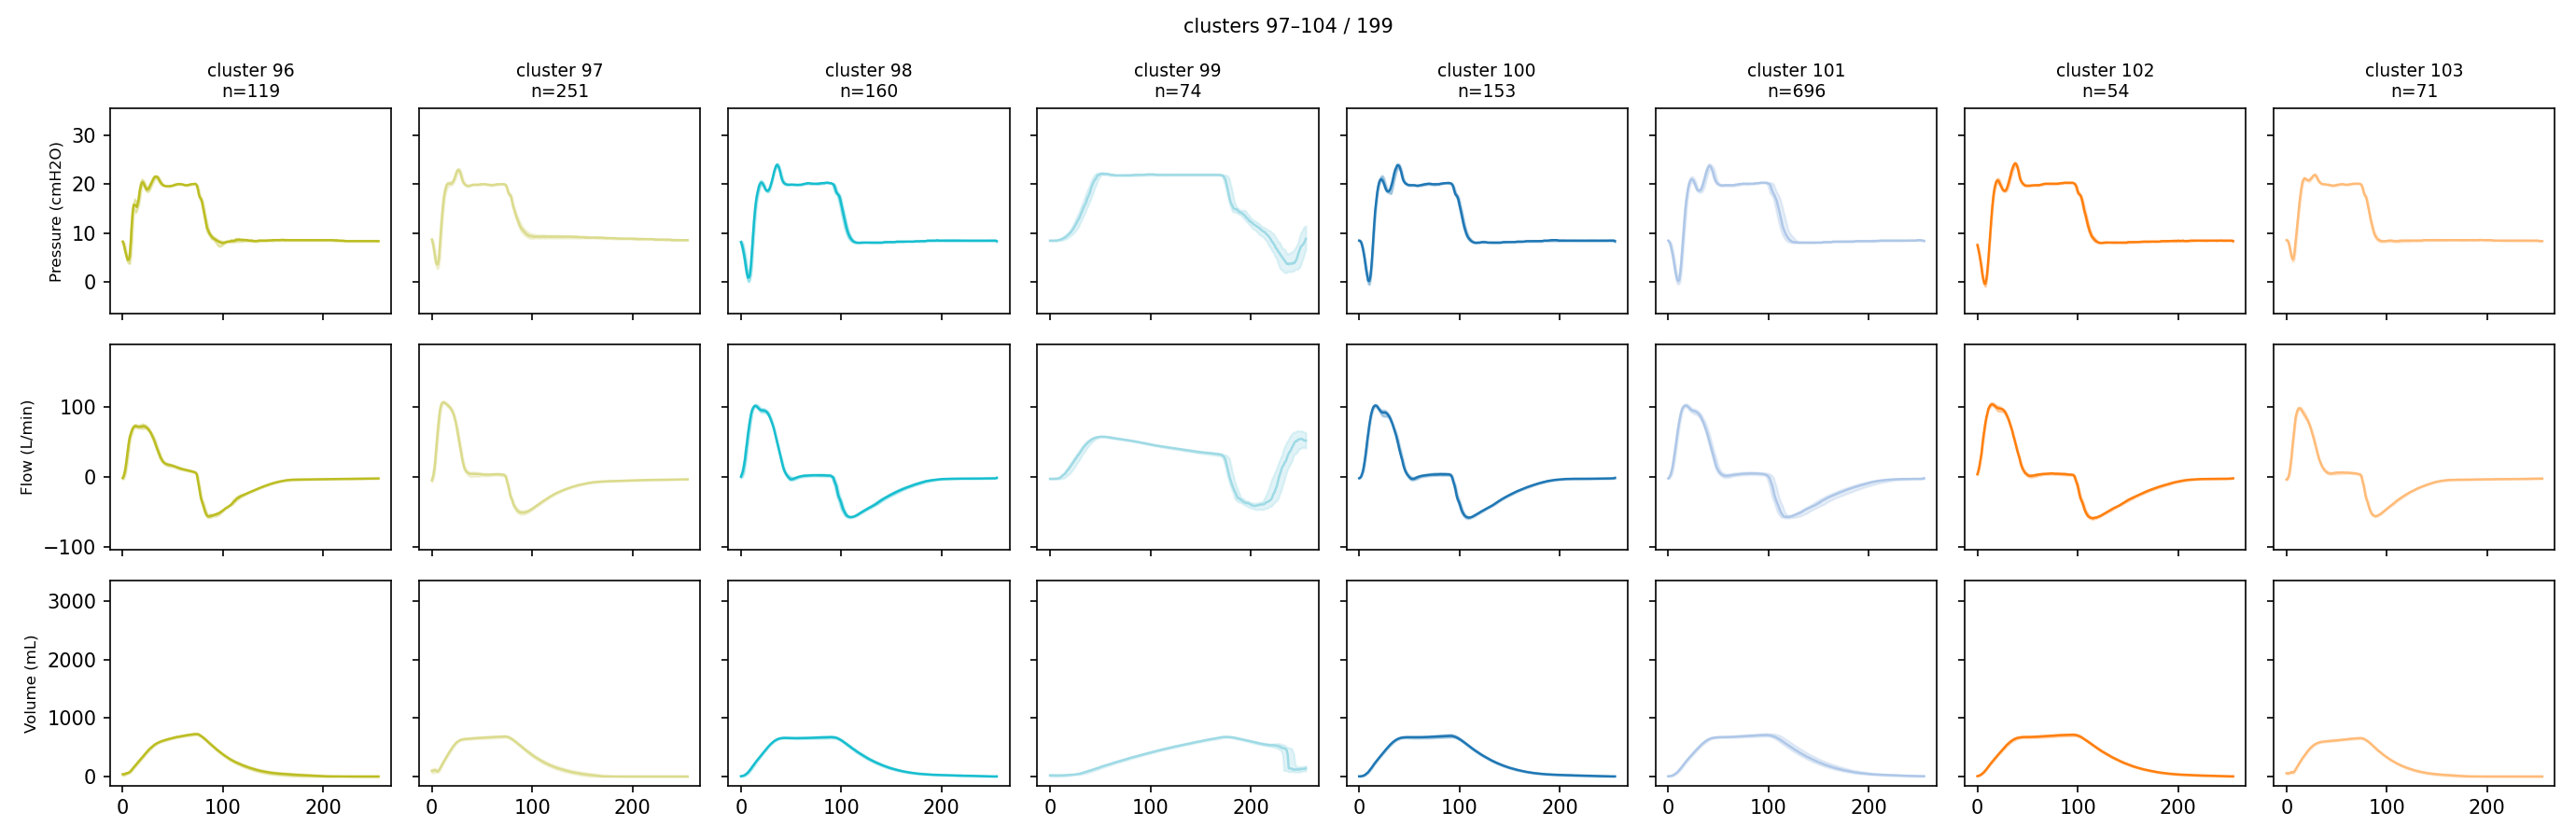 clusters 97–104 / 199
cluster 96
n=119
cluster 97
n=251
cluster 98
n=160
cluster 99
n=74
cluster 100
n=153
cluster 101
n=696
cluster 102
n=54
cluster 103
n=71
Pressure (cmH2O)
30
20
10
0
Flow (L/min)
100
0
−100
Volume (mL)
3000
2000
1000
0
0 100 200
0 100 200
0 100 200
0 100 200
0 100 200
0 100 200
0 100 200
0 100 200